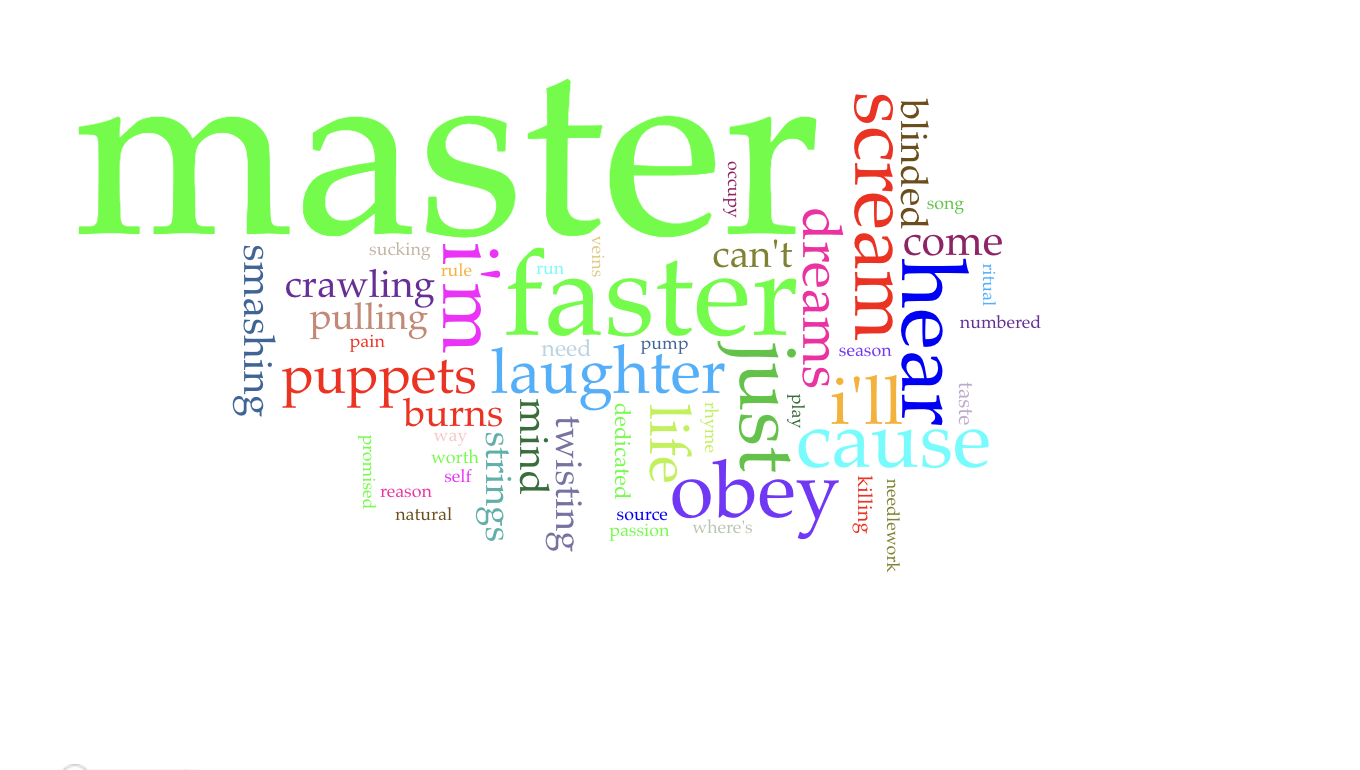 master
scream
blinded
occupy
song
dreams
come
smashing
sucking
i'm
rule
run
veins
can't
faster
hear
ritual
crawling
pulling
pain
numbered
need
pump
season
puppets
laughter
just
i'll
play
taste
burns
mind
twisting
dedicated
life
rhyme
cause
way
strings
promised
worth
self
reason
obey
killing
needlework
natural
source
passion
where's